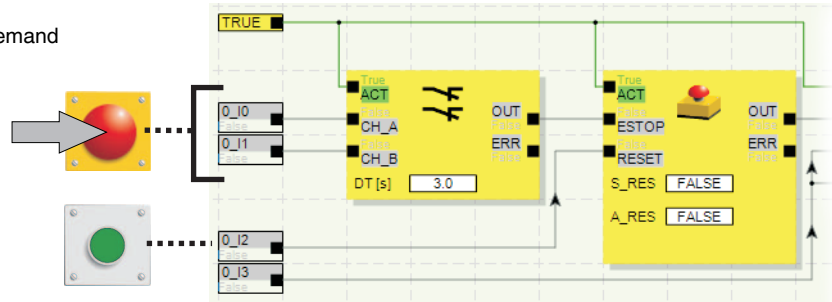 emand
TRUE
True
ACT
False
CH_A
False
CH_B
DT [s] 3.0
OUT
False
ERR
False
True
ACT
False
ESTOP
False
RESET
S_RES FALSE
A_RES FALSE
OUT
False
ERR
False
0_I0
False
0_I1
False
0_I2
False
0_I3
False